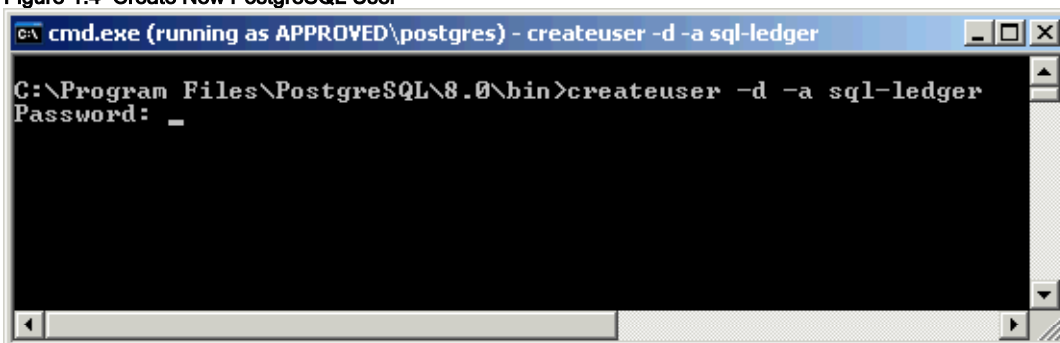 Figure 1.4 Create New PostgreSQL User
cmd.exe (running as APPROVED\postgres) - createuser -d -a sql-ledger
C:\Program Files\PostgreSQL\8.0\bin>createuser -d -a sql-ledger
Password: _